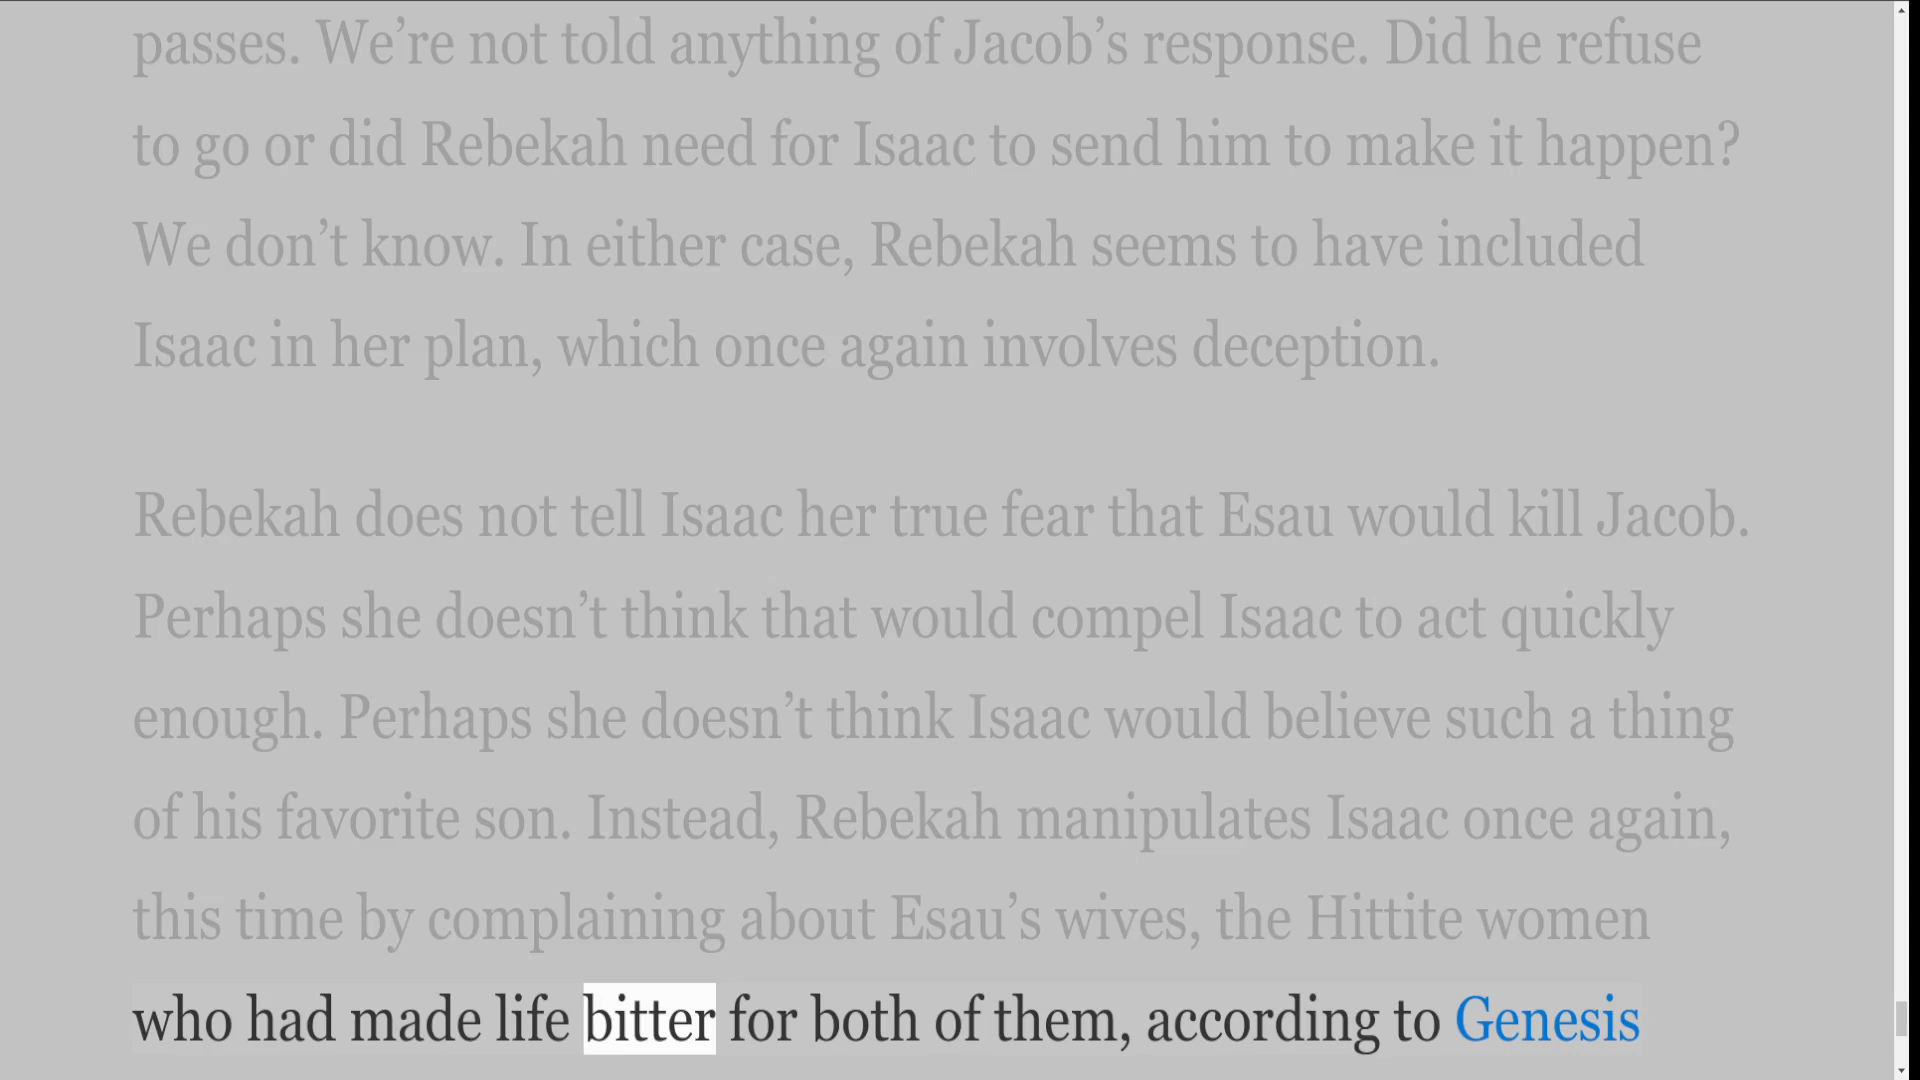 passes. We’re not told anything of Jacob’s response. Did he refuse
to go or did Rebekah need for Isaac to send him to make it happen?
We don’t know. In either case, Rebekah seems to have included
Isaac in her plan, which once again involves deception.
Rebekah does not tell Isaac her true fear that Esau would kill Jacob.
Perhaps she doesn’t think that would compel Isaac to act quickly
enough. Perhaps she doesn’t think Isaac would believe such a thing
of his favorite son. Instead, Rebekah manipulates Isaac once again,
this time by complaining about Esau’s wives, the Hittite women
who had made life bitter for both of them, according to Genesis